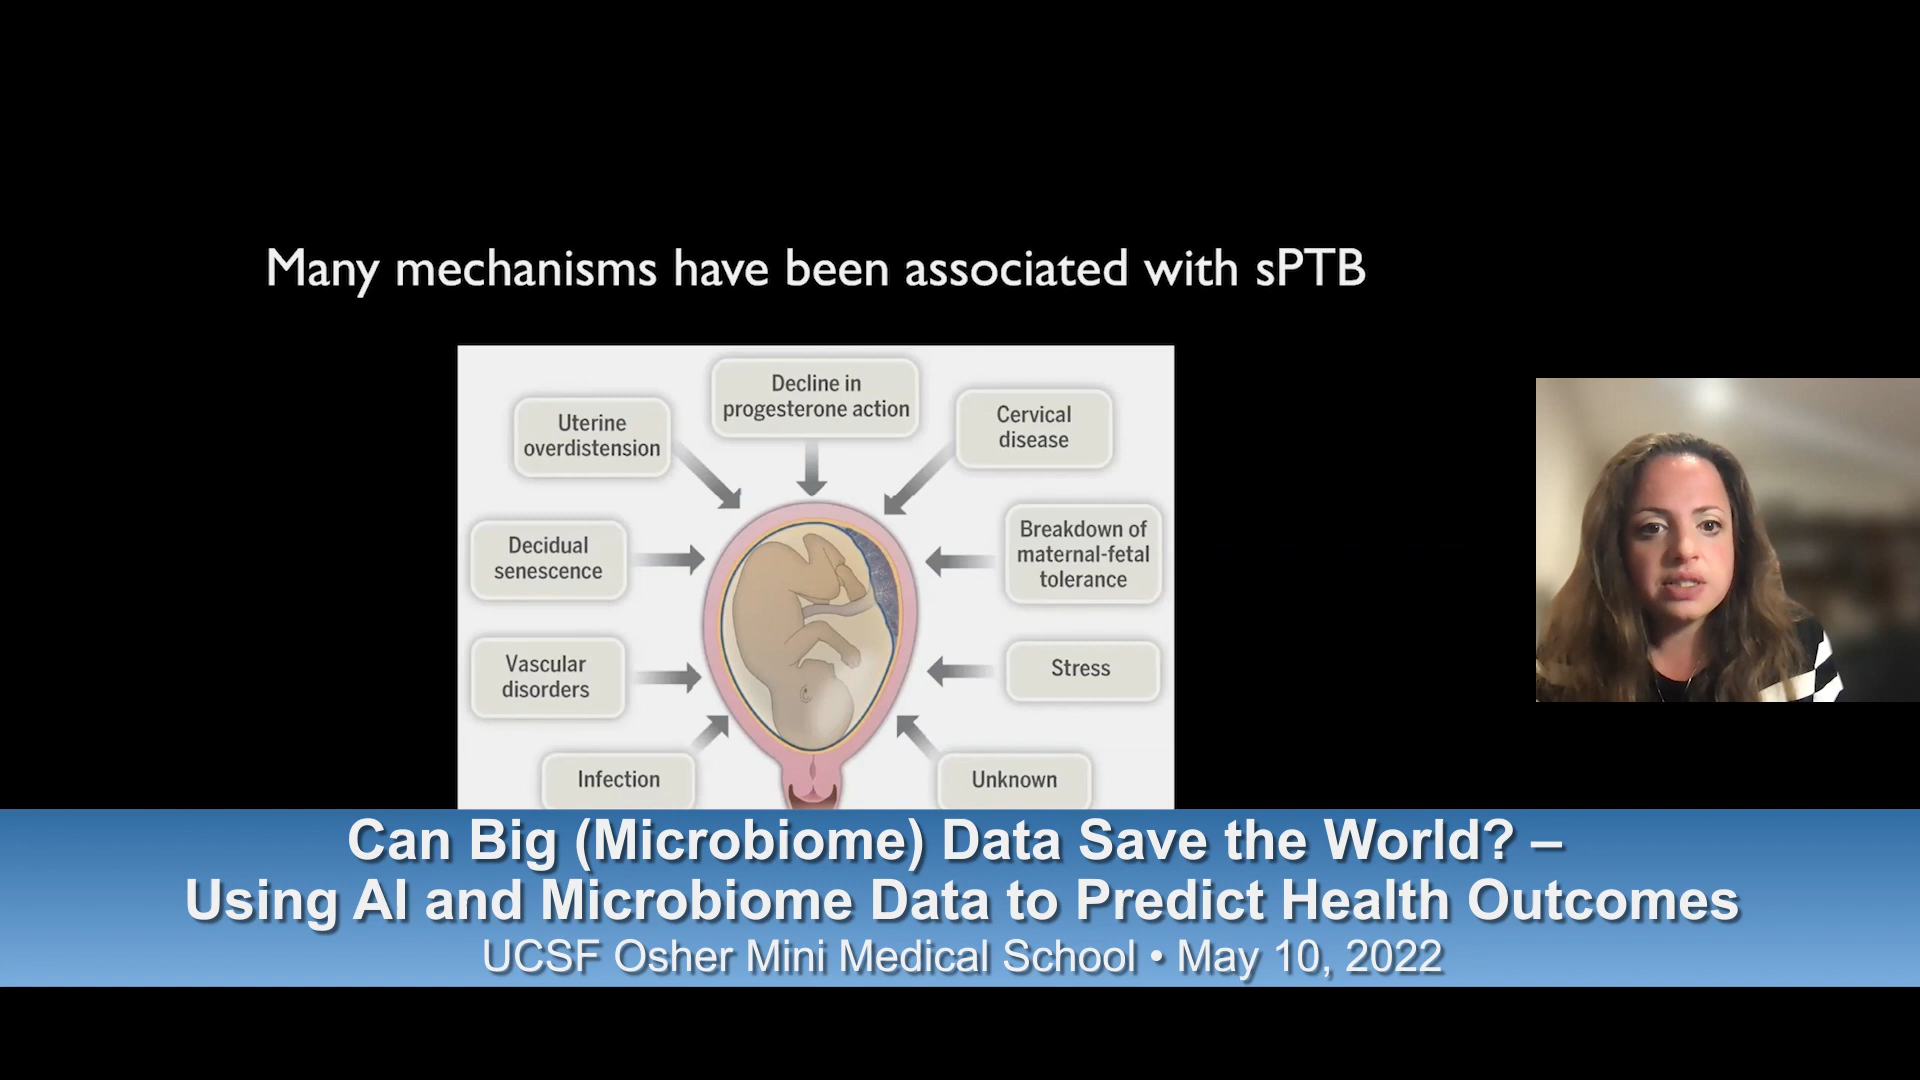 Many mechanisms have been associated with sPTB
Decline in
progesterone action
Uterine
overdistension
Cervical
disease
Decidual
senescence
Breakdown of
maternal-fetal
tolerance
Vascular
disorders
Stress
Infection
Unknown
Can Big (Microbiome) Data Save the World? –
Using AI and Microbiome Data to Predict Health Outcomes
UCSF Osher Mini Medical School • May 10, 2022